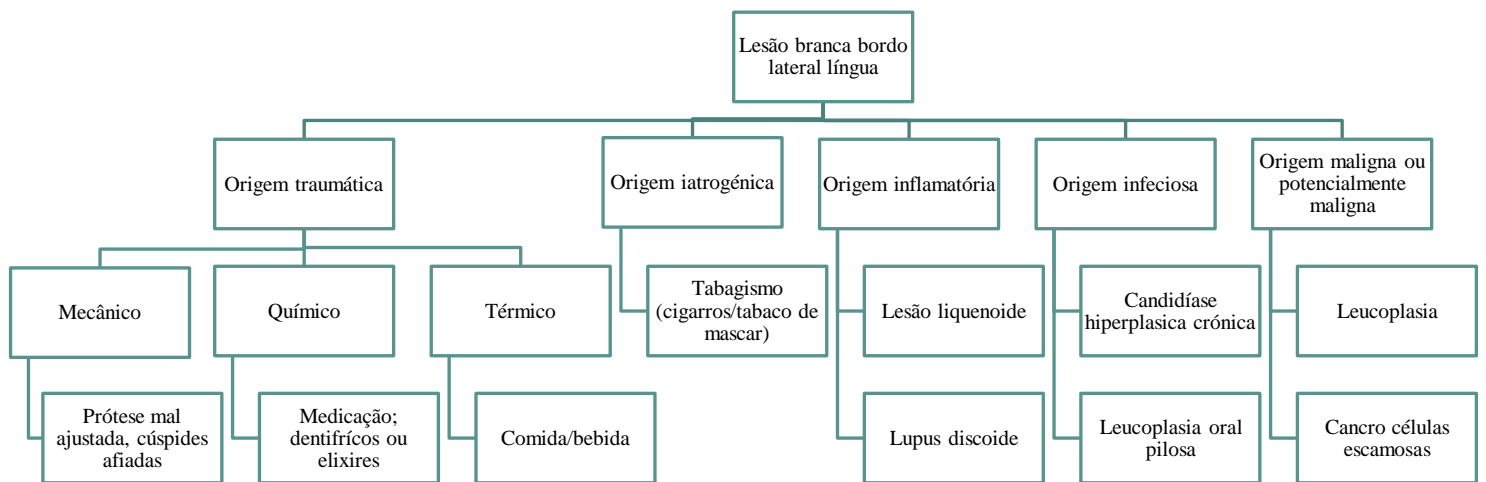 Lesão branca bordo
lateral língua
Origem traumática
Origem iatrogénica
Origem inflamatória
Origem infeciosa
Origem maligna ou
potencialmente
maligna
Mecânico
Químico
Térmico
Tabagismo
(cigarros/tabaco de
mascar)
Lesão liquenoide
Candidíase
hiperplasica crónica
Leucoplasia
Prótese mal
ajustada, cúspides
afiadas
Medicação;
dentifrícos ou
elixires
Comida/bebida
Lupus discoide
Leucoplasia oral
pilosa
Cancro células
escamosas